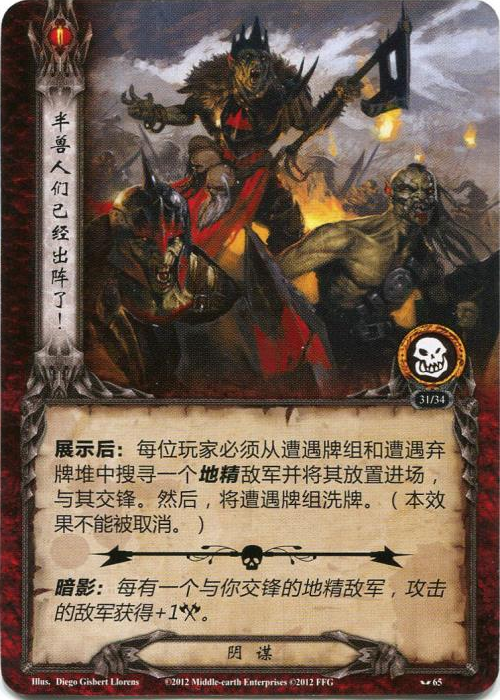 半兽人们已经出阵了！
31/34
展示后：每位玩家必须从遭遇牌组和遭遇弃
牌堆中搜寻一个地精敌军并将其放置进场，
与其交锋。然后，将遭遇牌组洗牌。（本效
果不能被取消。）
暗影：每有一个与你交锋的地精敌军，攻击
的敌军获得+1。
阴谋
Illus. Diego Gisbert Llorens ©2012 Middle-earth Enterprises ©2012 FFG 65